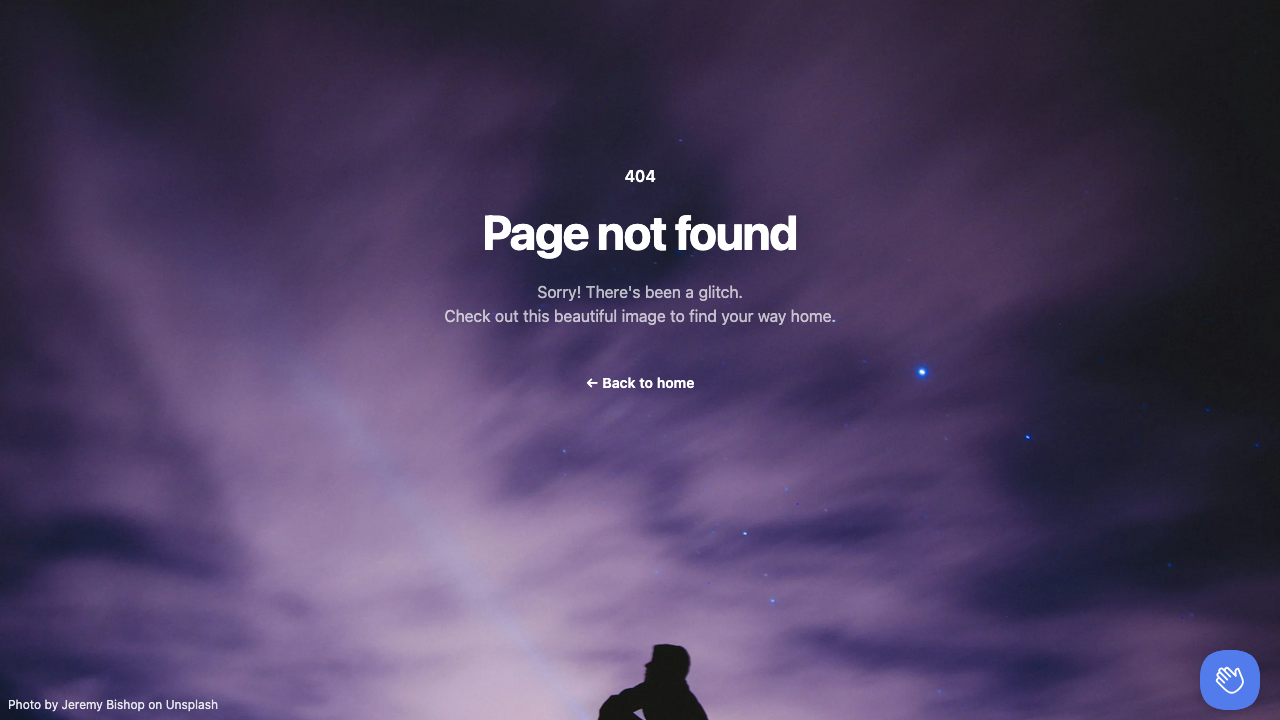 404
Page not found
Sorry! There's been a glitch.
Check out this beautiful image to find your way home.
← Back to home
Photo by Jeremy Bishop on Unsplash